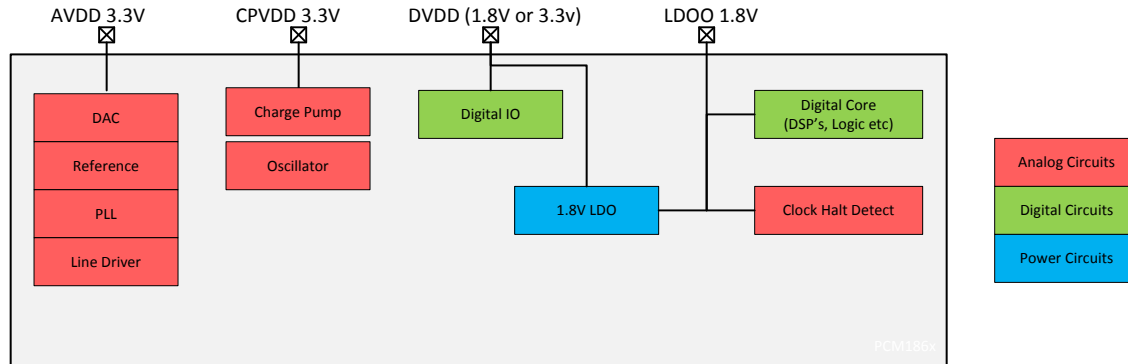 AVDD 3.3V
CPVDD 3.3V
DVDD (1.8V or 3.3v)
LDOO 1.8V
DAC
Reference
PLL
Line Driver
Charge Pump
Oscillator
Digital IO
1.8V LDO
Digital Core
(DSP's, Logic etc)
Clock Halt Detect
Analog Circuits
Digital Circuits
Power Circuits
PCM186x